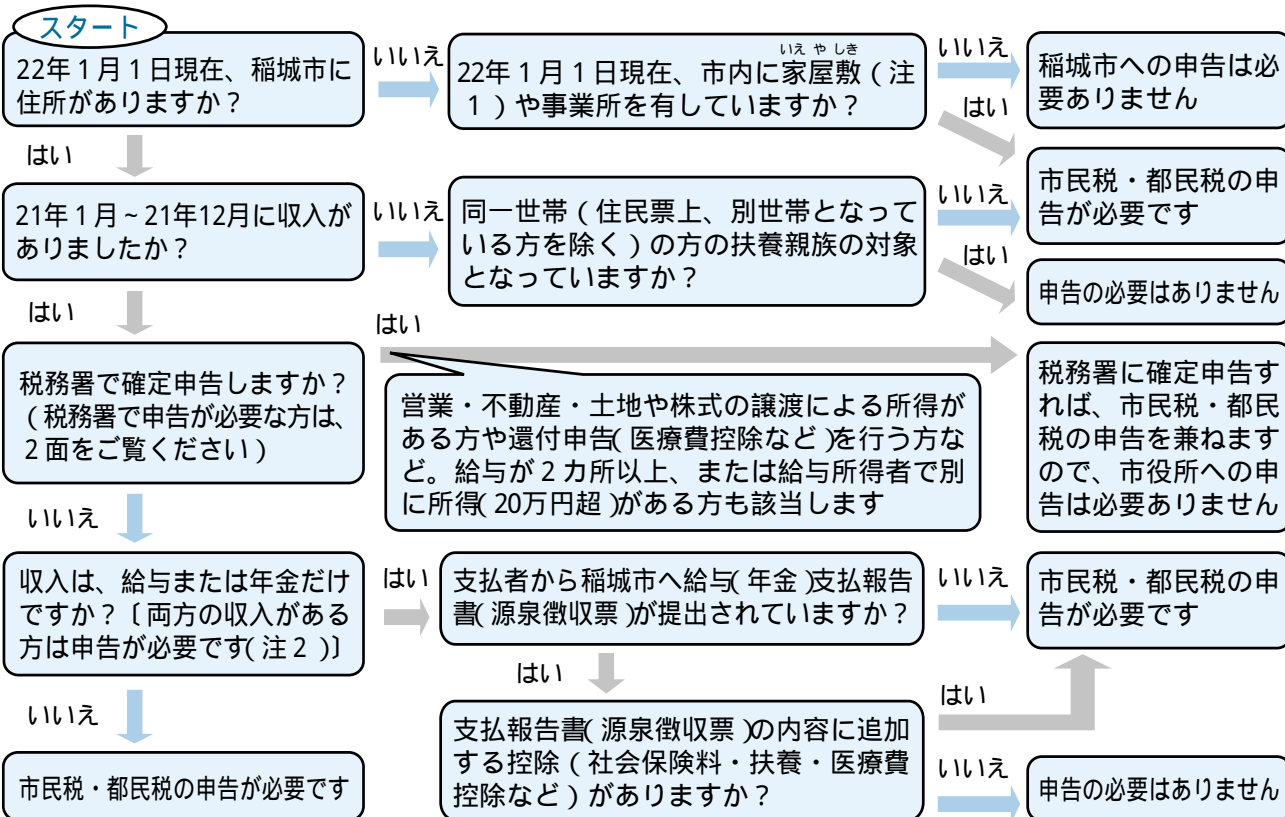 スタート
22年1月1日現在、稲城市に
住所がありますか?
いいえ
いえやしき
22年1月1日現在、市内に家屋敷(注
1)や事業所を有していますか?
いいえ
稲城市への申告は必
要ありません
はい
はい
市民税・都民税の申
告が必要です
21年1月~21年12月に収入が
ありましたか?
いいえ
同一世帯(住民票上、別世帯となって
いる方を除く)の方の扶養親族の対象
となっていますか?
いいえ
はい
申告の必要はありません
はい
はい
税務署で確定申告しますか?
(税務署で申告が必要な方は、
2面をご覧ください)
営業・不動産・土地や株式の譲渡による所得が
ある方や還付申告(医療費控除など)を行う方な
ど。給与が2カ所以上、または給与所得者で別
に所得(20万円超)がある方も該当します
税務署に確定申告す
れば、市民税・都民
税の申告を兼ねます
ので、市役所への申
告は必要ありません
いいえ
収入は、給与または年金だけ
ですか?〔両方の収入がある
方は申告が必要です(注2)〕
はい
支払者から稲城市へ給与(年金)支払報告
書(源泉徴収票)が提出されていますか?
いいえ
市民税・都民税の申
告が必要です
はい
はい
いいえ
市民税・都民税の申告が必要です
支払報告書(源泉徴収票)の内容に追加
する控除(社会保険料・扶養・医療費
控除など)がありますか?
いいえ
申告の必要はありません